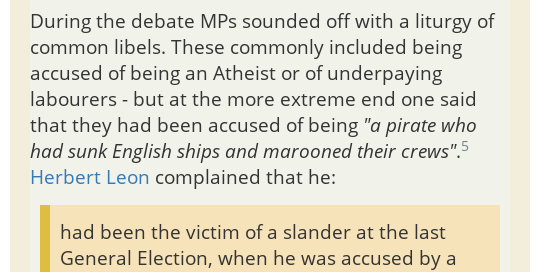 During the debate MPs sounded off with a liturgy of
common libels. These commonly included being
accused of being an Atheist or of underpaying
labourers - but at the more extreme end one said
that they had been accused of being "a pirate who
had sunk English ships and marooned their crews".5
Herbert Leon complained that he:
had been the victim of a slander at the last
General Election, when he was accused by a